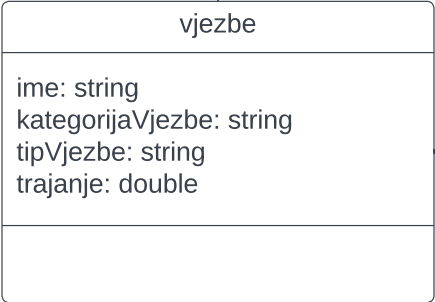 vjezbe
ime: string
kategorijaVjezbe: string
tipVjezbe: string
trajanje: double